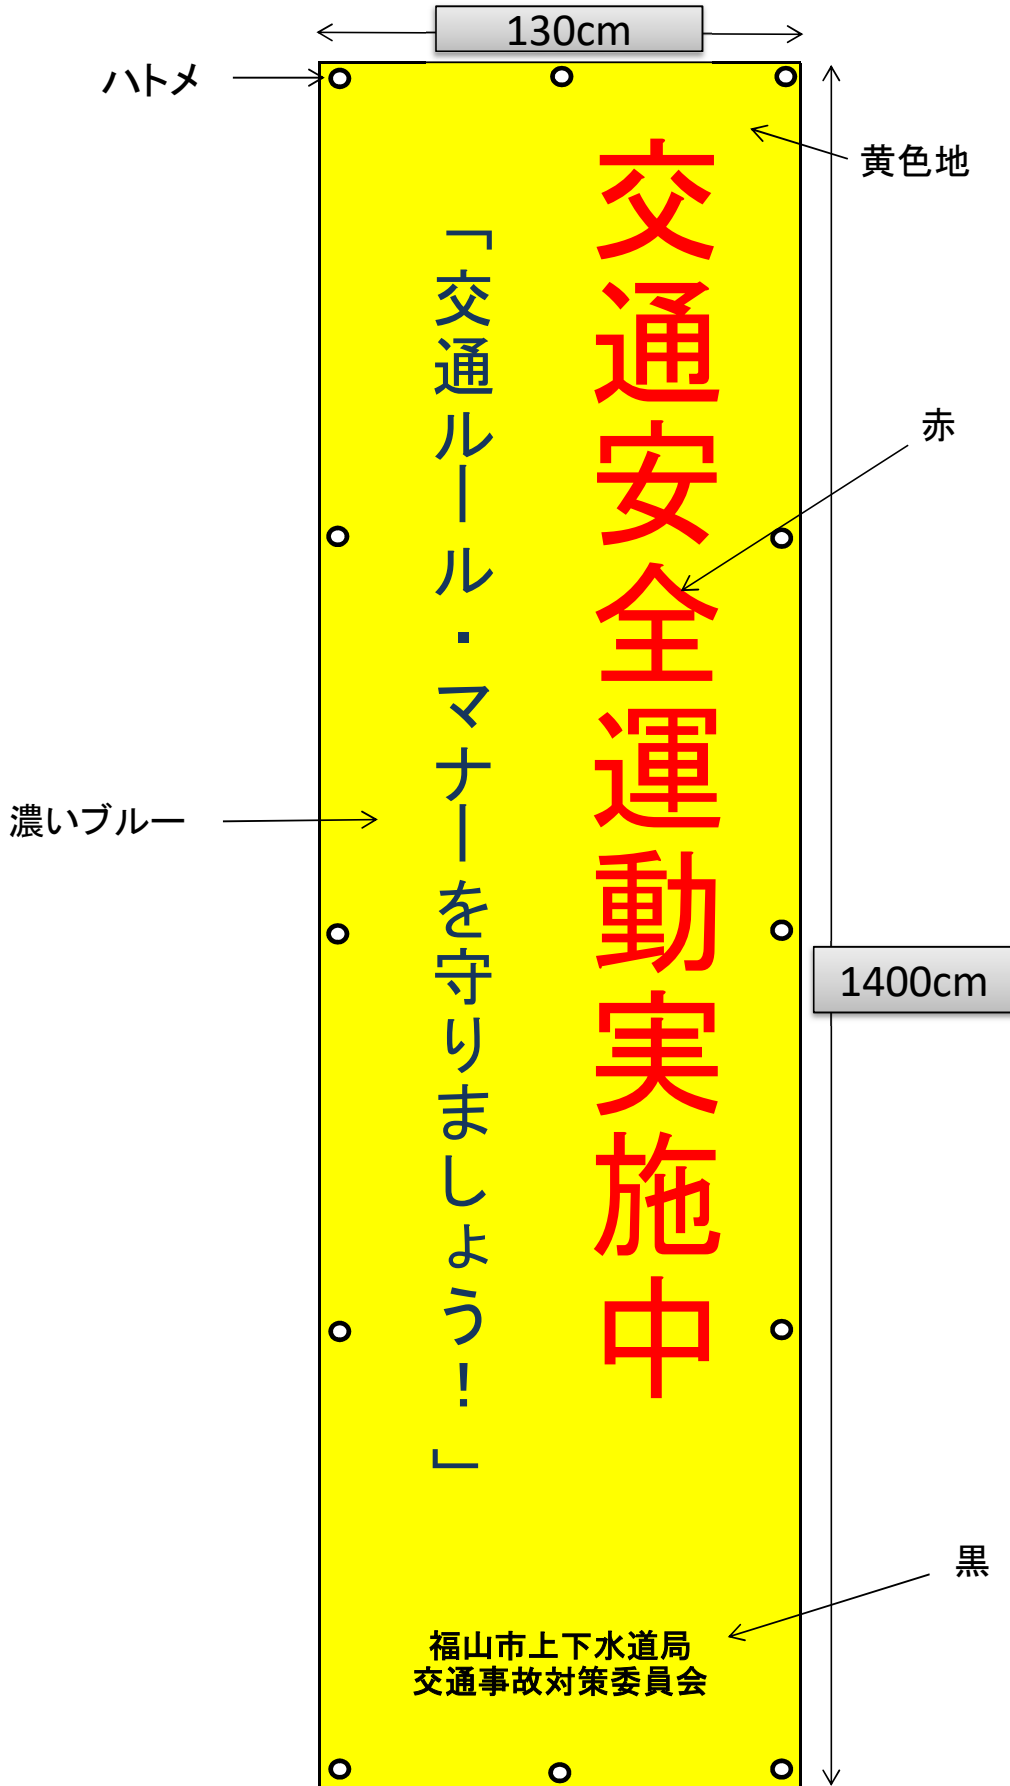 130cm
ハトメ
黄色地
交通安全運動実施中
「交通ルール・マナーを守りましょう！」
赤
濃いブルー
1400cm
黒
福山市上下水道局
交通事故対策委員会